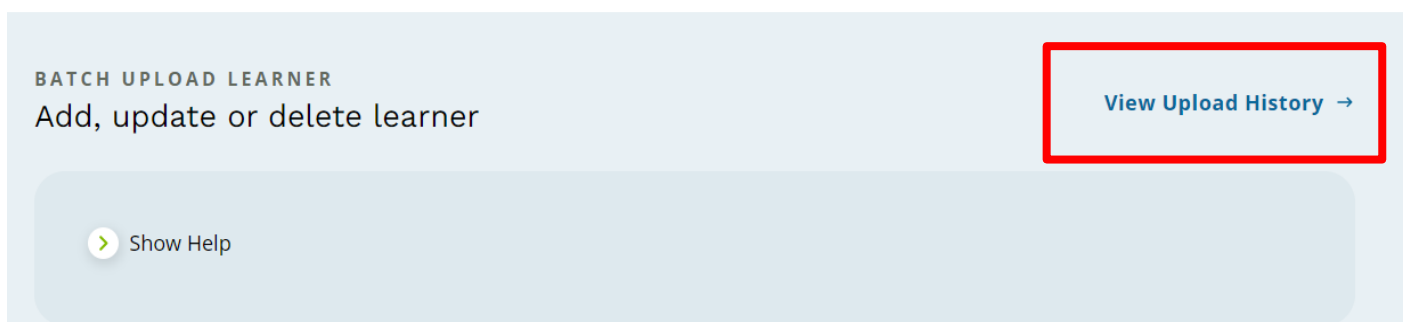 BATCH UPLOAD LEARNER
Add, update or delete learner
View Upload History →
Show Help